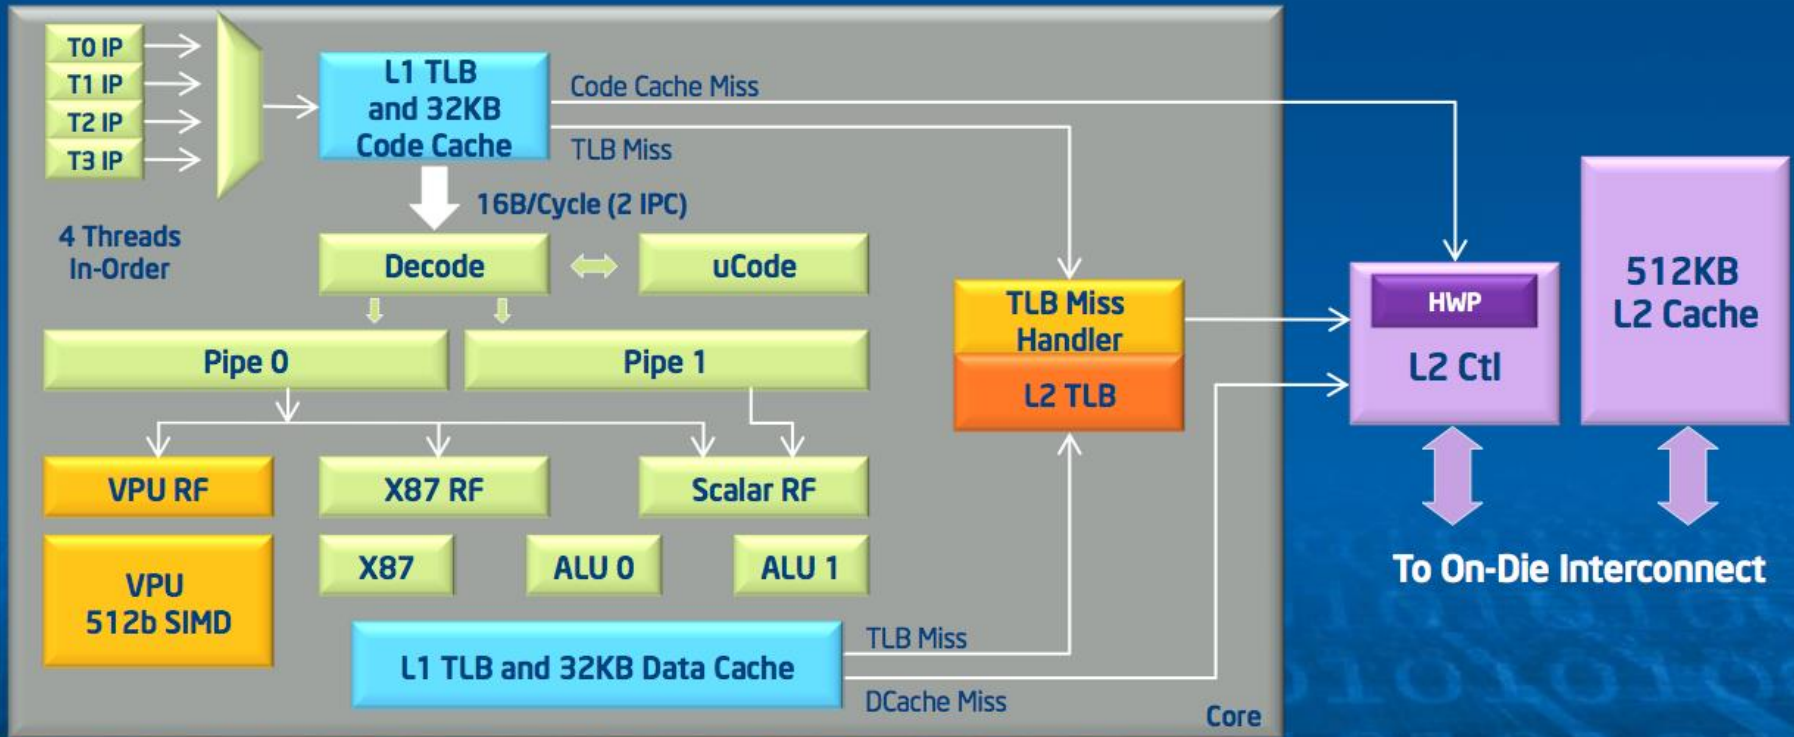 T0 IP
T1 IP
T2 IP
T3 IP
4 Threads
In-Order
L1 TLB
and 32KB
Code Cache
Code Cache Miss
TLB Miss
16B/Cycle (2 IPC)
Decode
uCode
Pipe 0
Pipe 1
VPU RF
X87 RF
Scalar RF
VPU
512b SIMD
X87
ALU 0
ALU 1
L1 TLB and 32KB Data Cache
TLB Miss
DCache Miss
Core
TLB Miss
Handler
L2 TLB
HWP
L2 Ctl
512KB
L2 Cache
To On-Die Interconnect